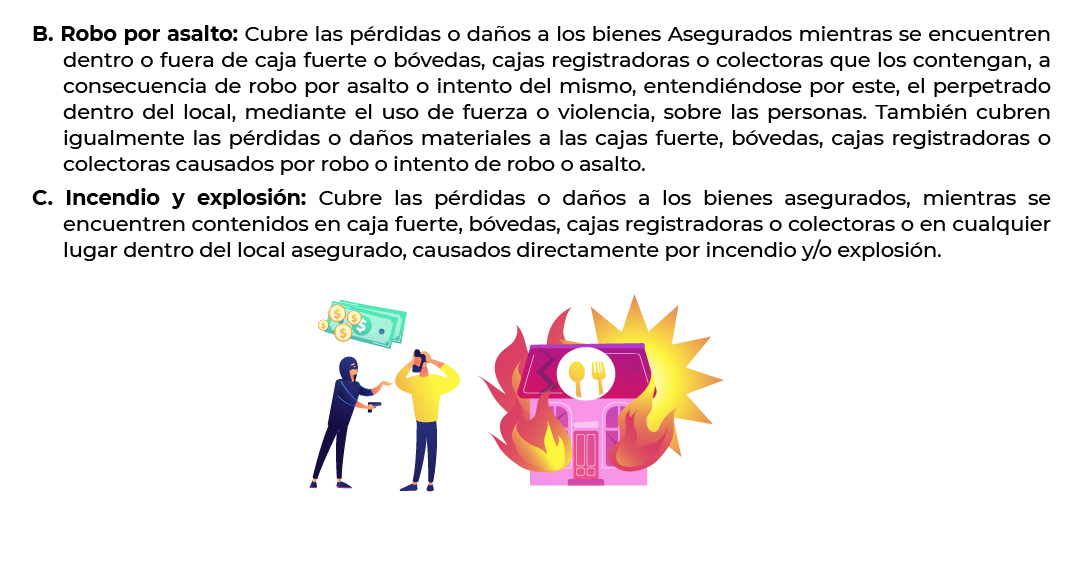 B. Robo por asalto: Cubre las pérdidas o daños a los bienes Asegurados mientras se encuentren
dentro o fuera de caja fuerte o bóvedas, cajas registradoras o colectoras que los contengan, a
consecuencia de robo por asalto o intento del mismo, entendiéndose por este, el perpetrado
dentro del local, mediante el uso de fuerza o violencia, sobre las personas. También cubren
igualmente las pérdidas o daños materiales a las cajas fuerte, bóvedas, cajas registradoras o
colectoras causados por robo o intento de robo o asalto.
C. Incendio y explosión: Cubre las pérdidas o daños a los bienes asegurados, mientras se
encuentren contenidos en caja fuerte, bóvedas, cajas registradoras o colectoras o en cualquier
lugar dentro del local asegurado, causados directamente por incendio y/o explosión.